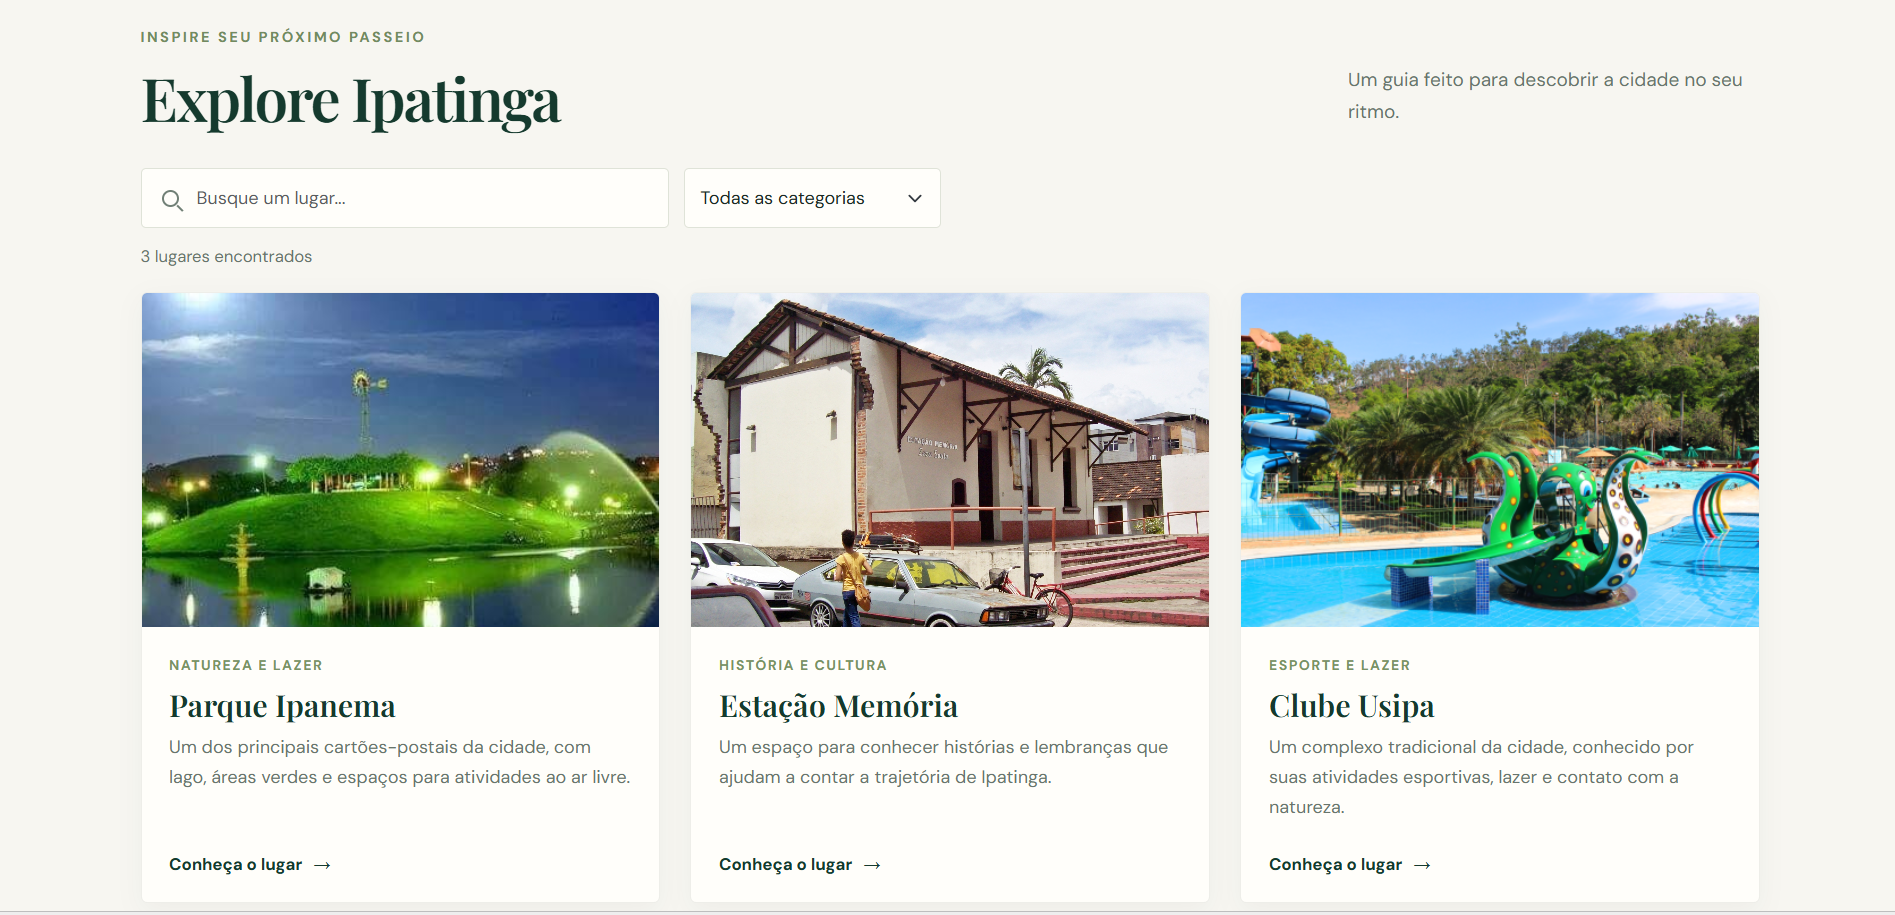 INSPIRE SEU PRÓXIMO PASSEIO
Explore Ipatinga
Um guia feito para descobrir a cidade no seu
ritmo.
Busque um lugar...
Todas as categorias
3 lugares encontrados
ESTAÇÃO MEMÓRIA
NATUREZA E LAZER
Parque Ipanema
Um dos principais cartões-postais da cidade, com
lago, áreas verdes e espaços para atividades ao ar livre.
Conheça o lugar →
HISTÓRIA E CULTURA
Estação Memória
Um espaço para conhecer histórias e lembranças que
ajudam a contar a trajetória de Ipatinga.
Conheça o lugar →
ESPORTE E LAZER
Clube Usipa
Um complexo tradicional da cidade, conhecido por
suas atividades esportivas, lazer e contato com a
natureza.
Conheça o lugar →